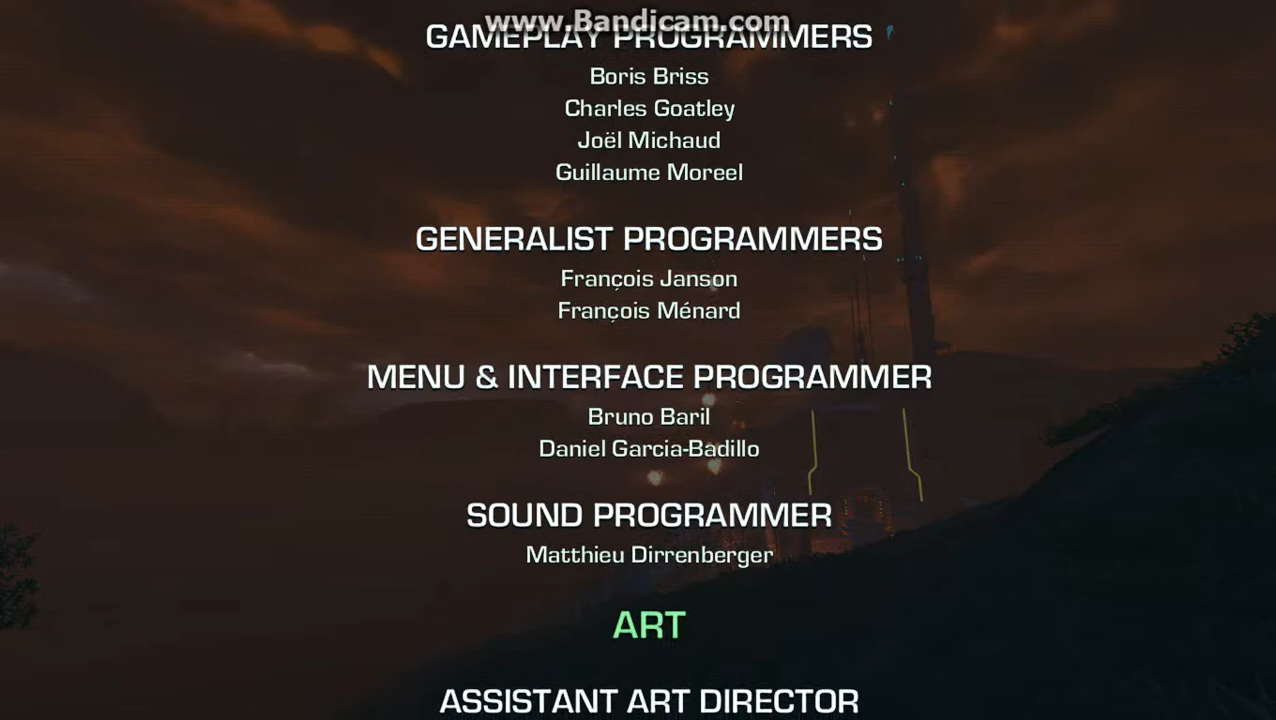 www.Bandicam.com
GAMEPLAY PROGRAMMERS
Boris Briss
Charles Goatley
Joël Michaud
Guillaume Moreel
GENERALIST PROGRAMMERS
François Janson
François Ménard
MENU & INTERFACE PROGRAMMER
Bruno Baril
Daniel Garcia-Badillo
SOUND PROGRAMMER
Matthieu Dirrenberger
ART
ASSISTANT ART DIRECTOR